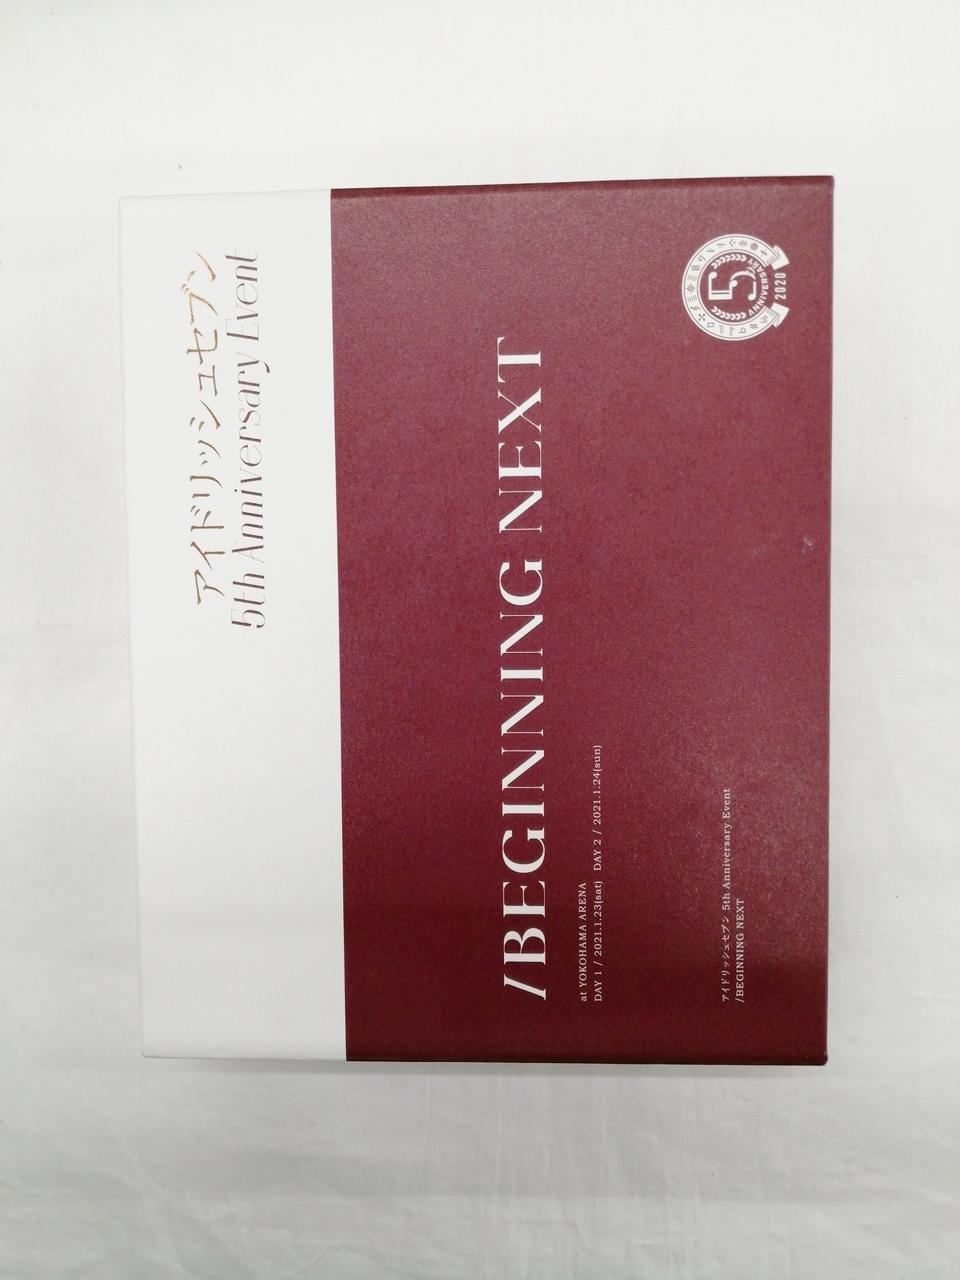 アイドリッシュセブン
5th Anniversary Event
5
ANNIVERSARY
2020
/BEGINNING NEXT
at YOKOHAMA ARENA
DAY 1 / 2021.1.23(sat) DAY 2 / 2021.1.24(sun)
アイドリッシュセブン 5th Anniversary Event
/BEGINNING NEXT